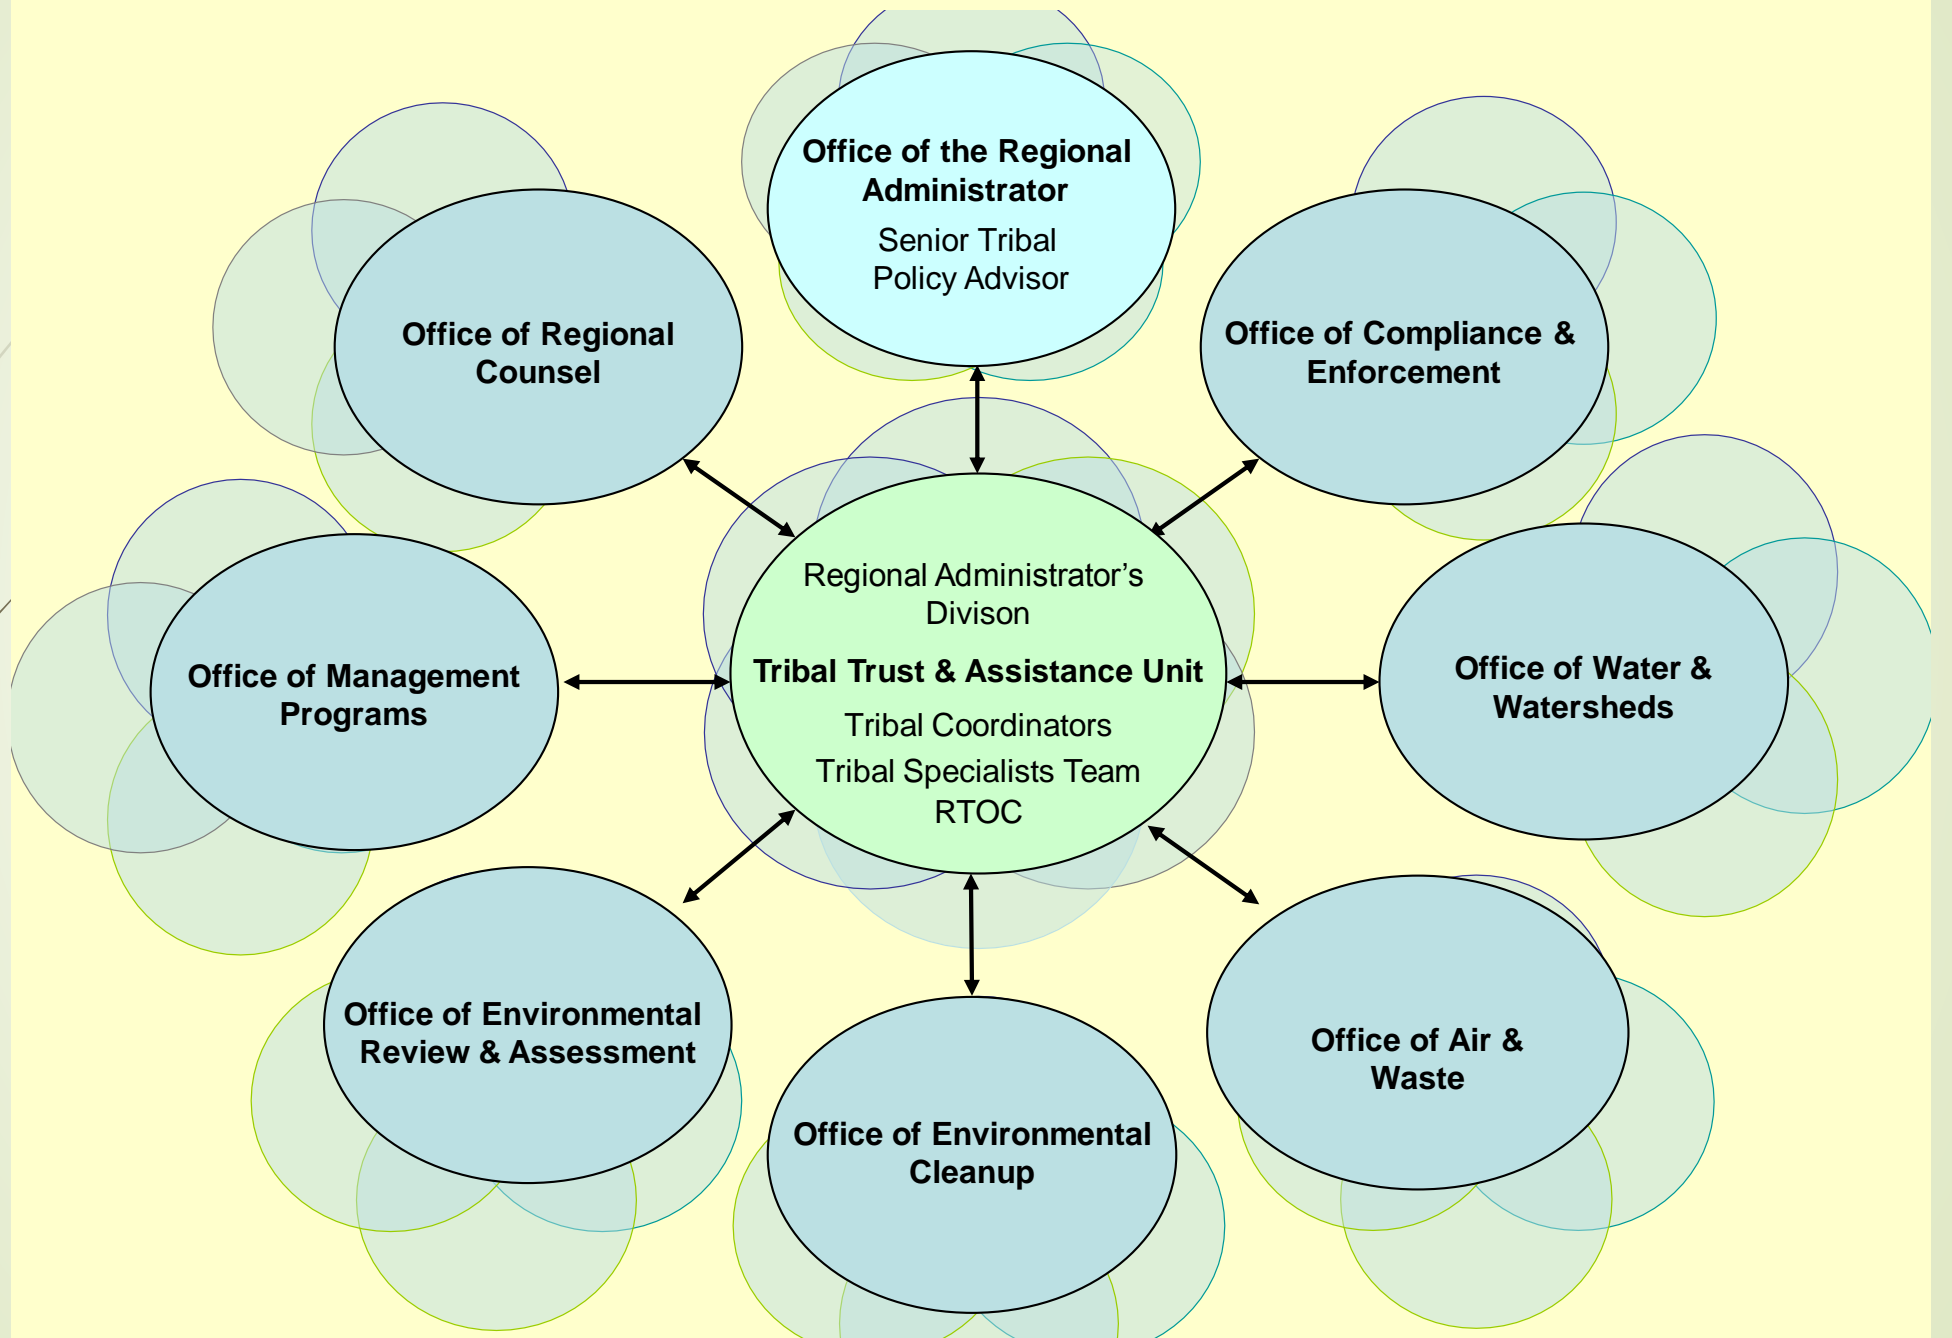 Office of the Regional
Administrator
Senior Tribal
Policy Advisor
Office of Regional
Counsel
Office of Compliance &
Enforcement
Regional Administrator’s
Divison
Tribal Trust & Assistance Unit
Tribal Coordinators
Tribal Specialists Team
RTOC
Office of Management
Programs
Office of Water &
Watersheds
Office of Environmental
Review & Assessment
Office of Air &
Waste
Office of Environmental
Cleanup